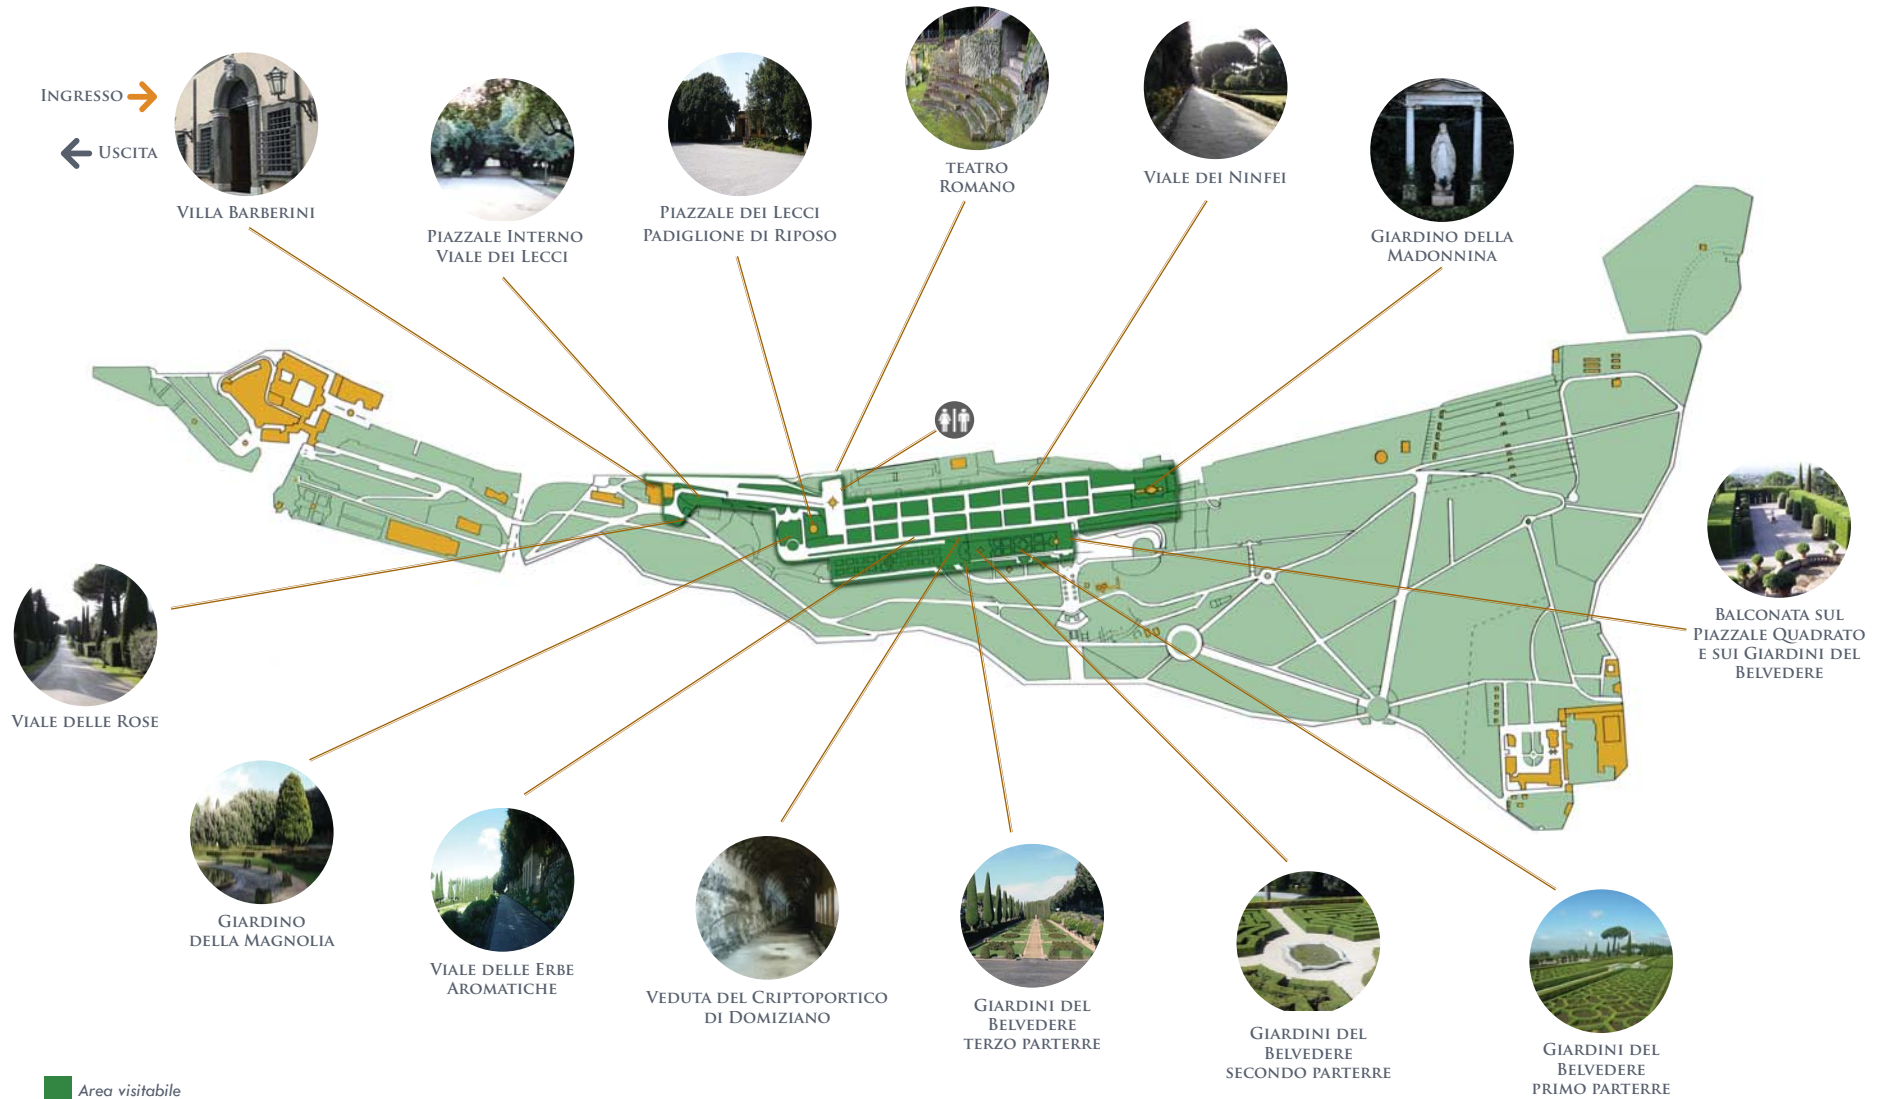 INGRESSO
USCITA
VILLA BARBERINI
PIAZZALE INTERNO
VIALE DEI LECCI
PIAZZALE DEI LECCI
PADIGLIONE DI RIPOSO
TEATRO
ROMANO
VIALE DEI NINFEI
GIARDINO DELLA
MADONNINA
BALCONATA SUL
PIAZZALE QUADRATO
E SUI GIARDINI DEL
BELVEDERE
VIALE DELLE ROSE
GIARDINO
DELLA MAGNOLIA
VIALE DELLE ERBE
AROMATICHE
VEDUTA DEL CRIPTOPORTICO
DI DOMIZIANO
GIARDINI DEL
BELVEDERE
TERZO PARTERRE
GIARDINI DEL
BELVEDERE
SECONDO PARTERRE
GIARDINI DEL
BELVEDERE
PRIMO PARTERRE
Area visitabile